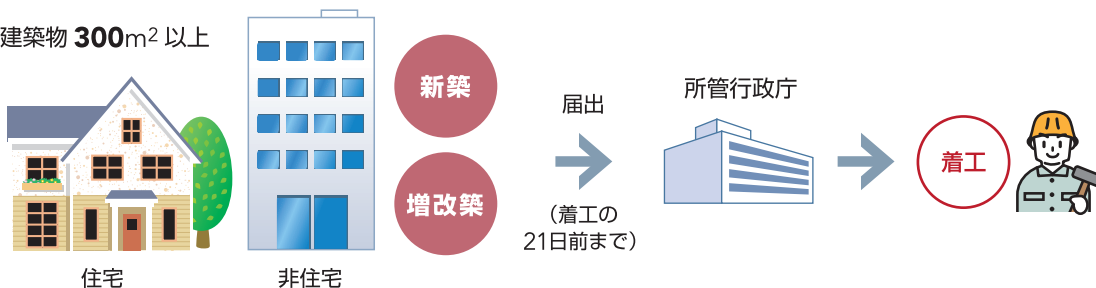 建築物 300m² 以上
住宅
非住宅
新築
増改築
届出
（着工の
21日前まで）
所管行政庁
着工